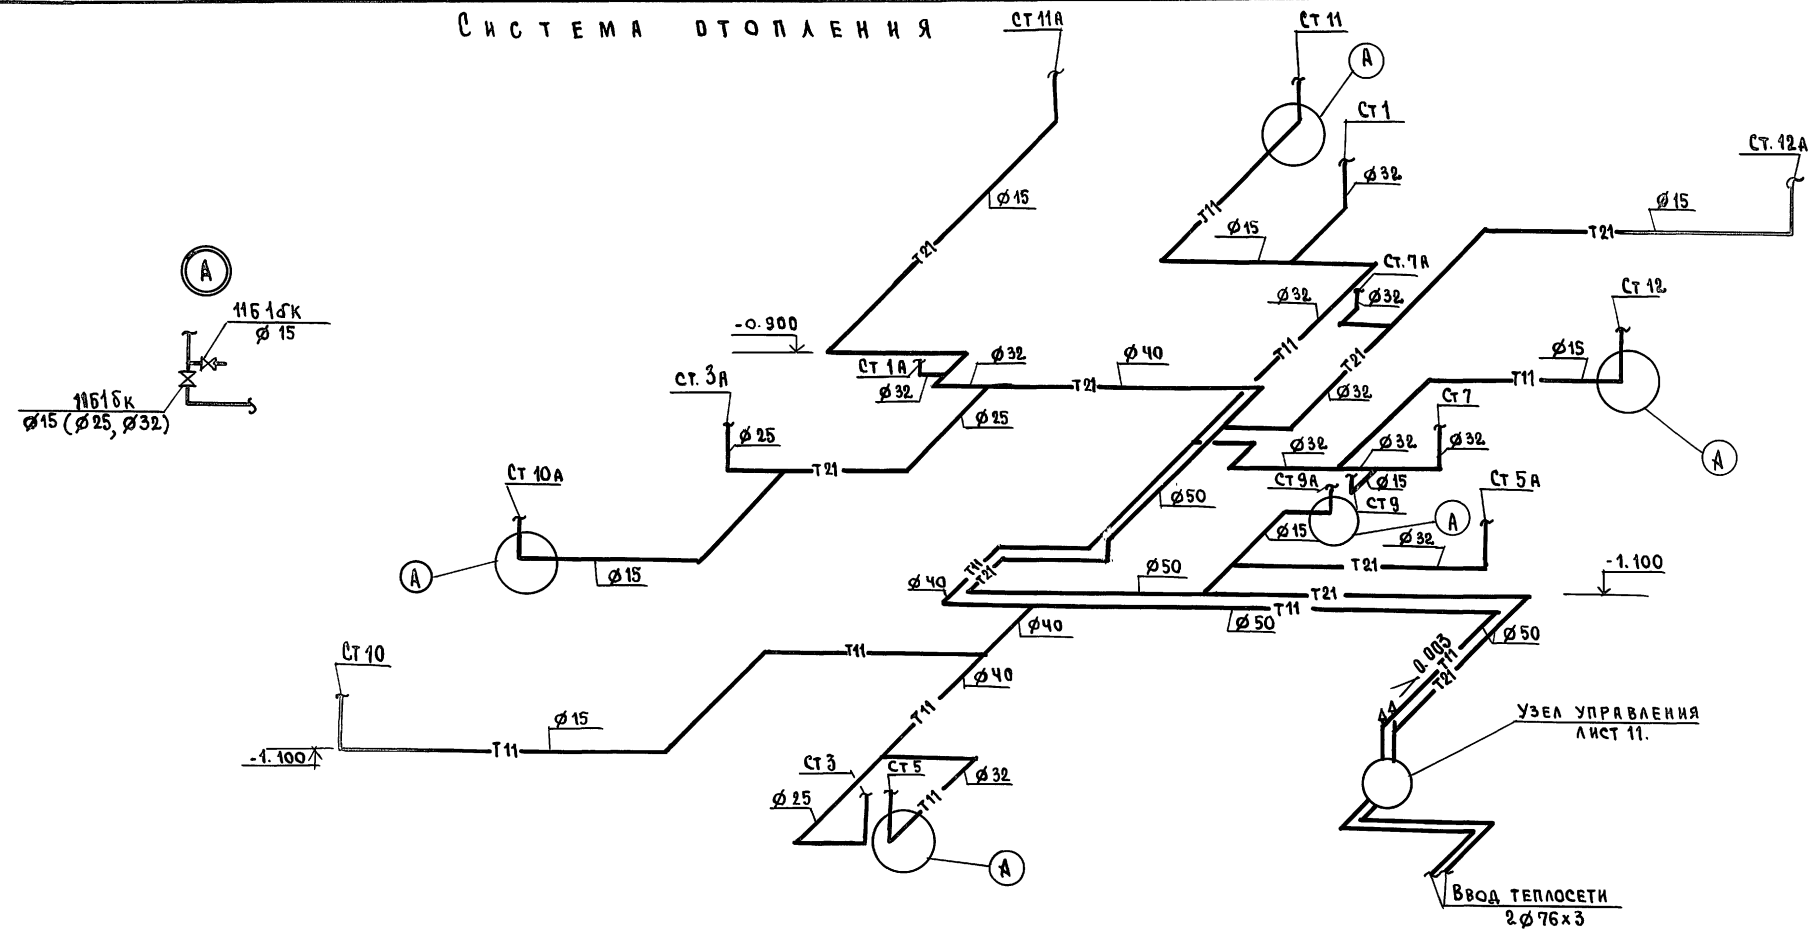 Система отопления
Ст 11А
Ст 11
А
Ст 1
Ст. 12А
ø32
ø15
ø15
Т11
ø15
Т21
Т21
А
11Б1бк
ø 15
Ст. 7А
ø32
ø32
Ст 12
-0.900
Т11
Т21
ø15
Ст 1А
ø32
ø32
ø40
Т21
ø32
Т11
Ст 7
11Б1бк
ø15 (ø25, ø32)
Ст. 3А
ø25
ø25
Т21
ø32
ø32
ø32
А
Ст 10А
ø50
Ст 9А
ø15
Ст 9
Ст 5А
А
ø15
ø32
Т21
А
ø15
Т11
Т21
ø40
ø50
Т21
Т11
-1.100
ø40
ø50
ø50
Ст 10
Т11
ø40
0.003
Т11
Т21
Т11
ø15
Т11
-1.100
Узел управления
лист 11.
Ст 3
Ст 5
ø32
ø25
Т11
А
Ввод теплосети
2ø76х3